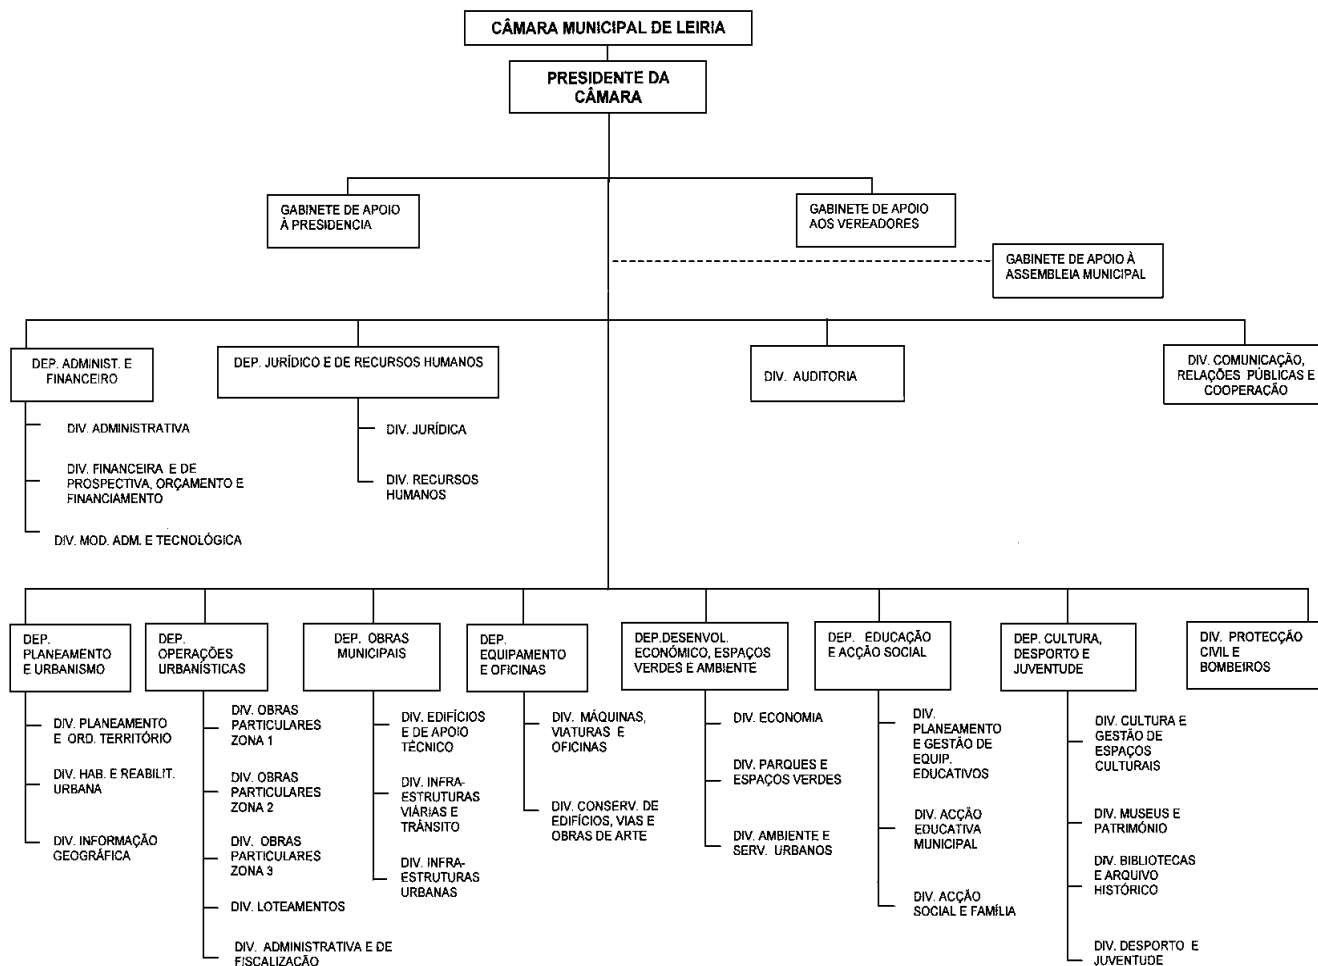 CÂMARA MUNICIPAL DE LEIRIA
PRESIDENTE DA
CÂMARA
GABINETE DE APOIO
À PRESIDENCIA
GABINETE DE APOIO
AOS VEREADORES
GABINETE DE APOIO À
ASSEMBLEIA MUNICIPAL
DEP. ADMINIST. E
FINANCEIRO
DEP. JURÍDICO E DE RECURSOS HUMANOS
DIV. AUDITORIA
DIV. COMUNICAÇÃO,
RELAÇÕES PÚBLICAS E
COOPERAÇÃO
DIV. ADMINISTRATIVA
DIV. FINANCEIRA E DE
PROSPECTIVA, ORÇAMENTO E
FINANCIAMENTO
DIV. MOD. ADM. E TECNOLÓGICA
DIV. JURÍDICA
DIV. RECURSOS
HUMANOS
DEP.
PLANEAMENTO
E URBANISMO
DEP.
OPERAÇÕES
URBANÍSTICAS
DEP. OBRAS
MUNICIPAIS
DEP.
EQUIPAMENTO
E OFICINAS
DEP.DESENVOL.
ECONÓMICO, ESPAÇOS
VERDES E AMBIENTE
DEP. EDUCAÇÃO
E ACÇÃO SOCIAL
DEP. CULTURA,
DESPORTO E
JUVENTUDE
DIV. PROTECÇÃO
CIVIL E
BOMBEIROS
DIV. PLANEAMENTO
E ORD. TERRITÓRIO
DIV. HAB. E REABILIT.
URBANA
DIV. INFORMAÇÃO
GEOGRÁFICA
DIV. OBRAS
PARTICULARES
ZONA 1
DIV. OBRAS
PARTICULARES
ZONA 2
DIV. OBRAS
PARTICULARES
ZONA 3
DIV. LOTEAMENTOS
DIV. ADMINISTRATIVA E DE
FISCALIZAÇÃO
DIV. EDIFÍCIOS
E DE APOIO
TÉCNICO
DIV. INFRA-
ESTRUTURAS
VIÁRIAS E
TRÂNSITO
DIV. INFRA-
ESTRUTURAS
URBANAS
DIV. MÁQUINAS,
VIATURAS E
OFICINAS
DIV. CONSERV. DE
EDIFÍCIOS, VIAS E
OBRAS DE ARTE
DIV. ECONOMIA
DIV. PARQUES E
ESPAÇOS VERDES
DIV. AMBIENTE E
SERV. URBANOS
DIV.
PLANEAMENTO
E GESTÃO DE
EQUIP.
EDUCATIVOS
DIV. ACÇÃO
EDUCATIVA
MUNICIPAL
DIV. ACÇÃO
SOCIAL E FAMÍLIA
DIV. CULTURA E
GESTÃO DE
ESPAÇOS
CULTURAIS
DIV. MUSEUS E
PATRIMÓNIO
DIV. BIBLIOTECAS
E ARQUIVO
HISTÓRICO
DIV. DESPORTO E
JUVENTUDE